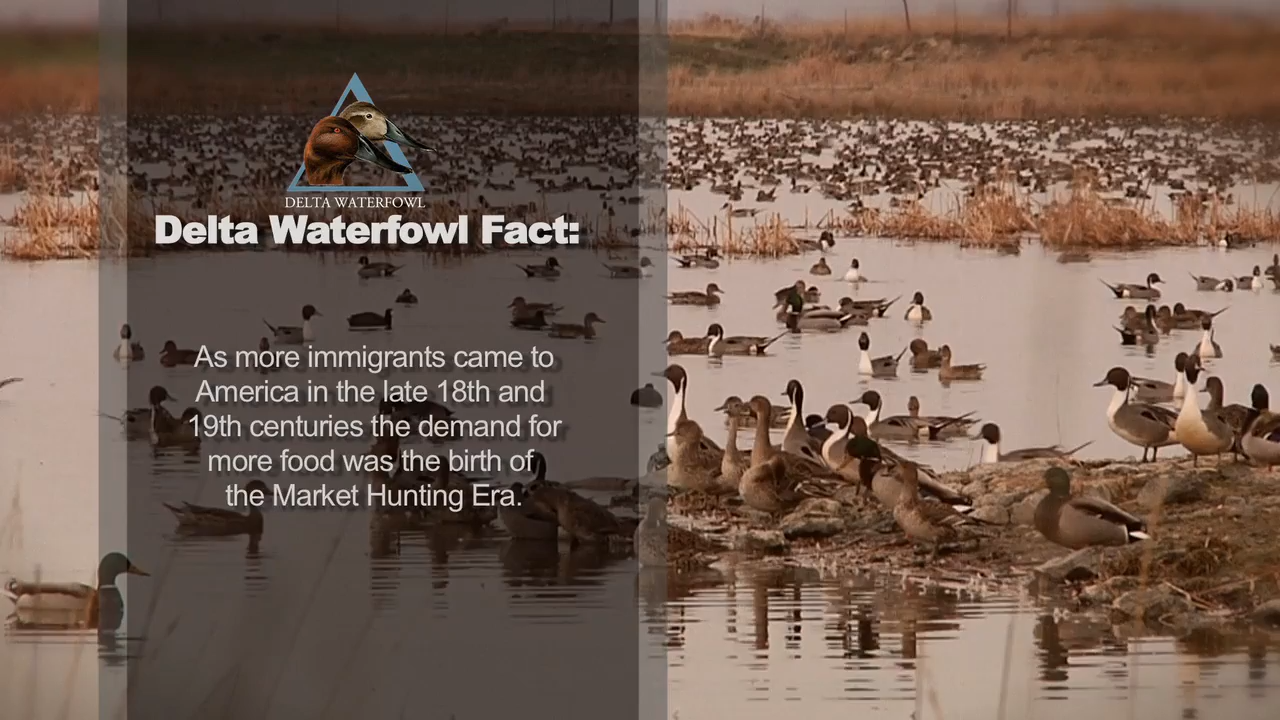 DELTA WATERFOWL
Delta Waterfowl Fact:
As more immigrants came to
America in the late 18th and
19th centuries the demand for
more food was the birth of
the Market Hunting Era.